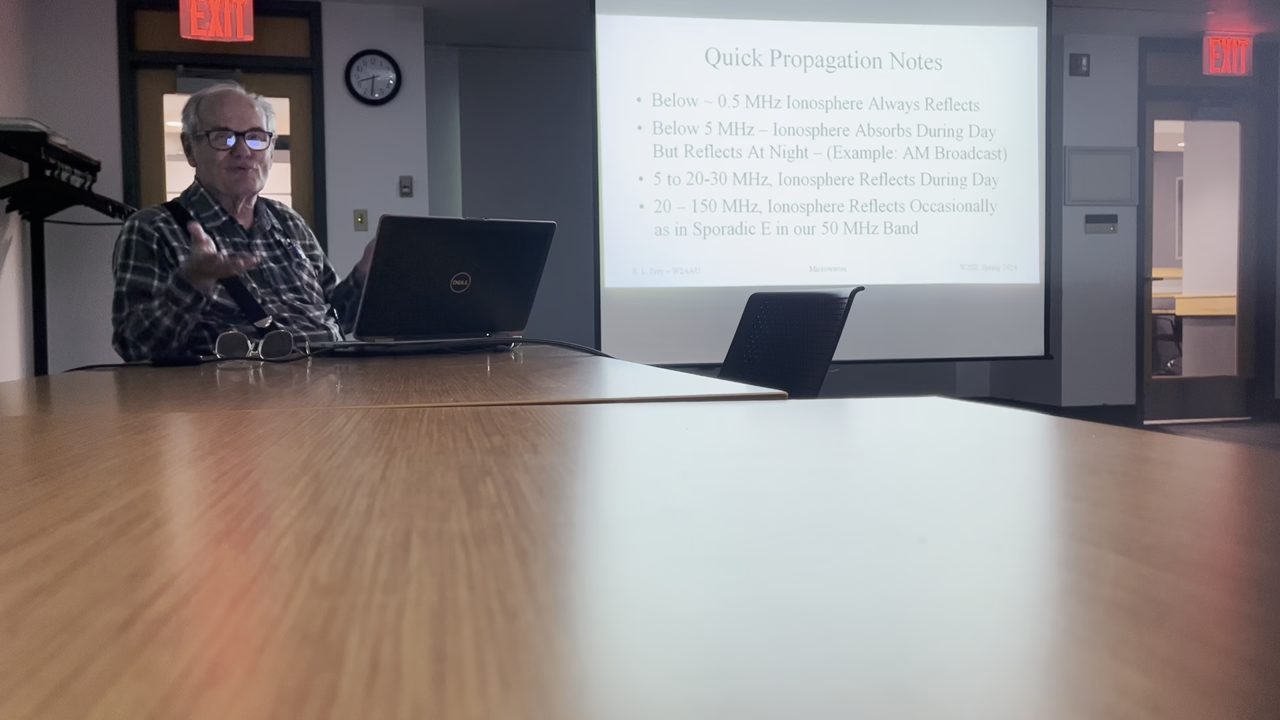 EXIT
EXIT
Quick Propagation Notes
• Below ~ 0.5 MHz Ionosphere Always Reflects
• Below 5 MHz – Ionosphere Absorbs During Day
But Reflects At Night – (Example: AM Broadcast)
• 5 to 20-30 MHz, Ionosphere Reflects During Day
• 20 – 150 MHz, Ionosphere Reflects Occasionally
as in Sporadic E in our 50 MHz Band
DELL